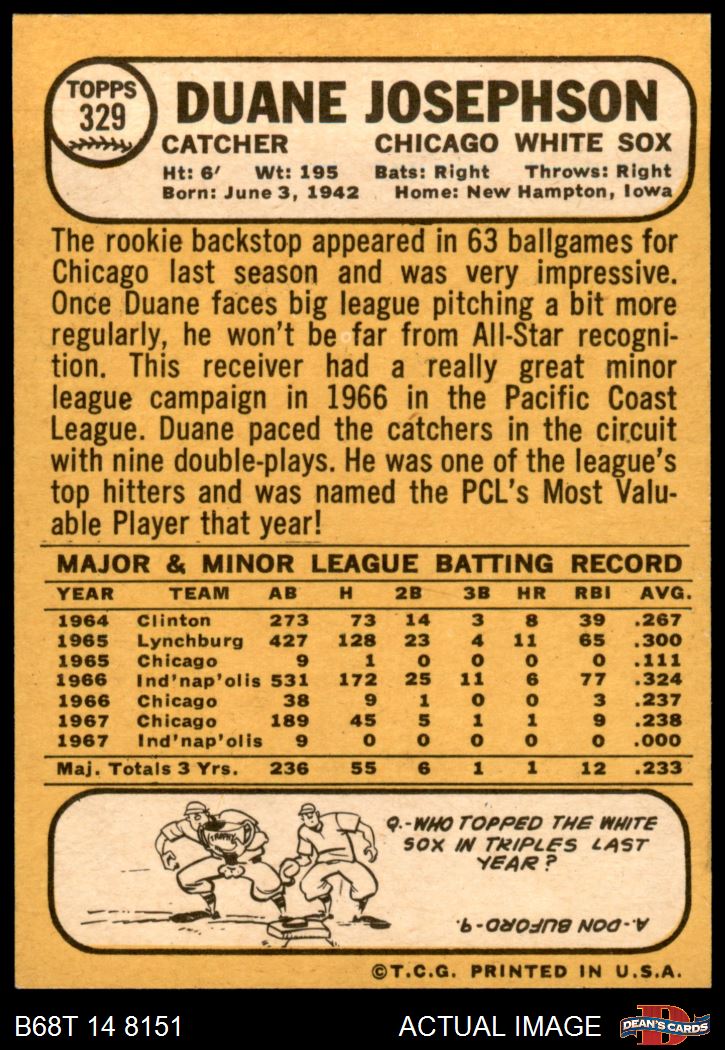 TOPPS
329
DUANE JOSEPHSON
CATCHER CHICAGO WHITE SOX
Ht: 6' Wt: 195 Bats: Right Throws: Right
Born: June 3, 1942 Home: New Hampton, Iowa
The rookie backstop appeared in 63 ballgames for
Chicago last season and was very impressive.
Once Duane faces big league pitching a bit more
regularly, he won't be far from All-Star recogni-
tion. This receiver had a really great minor
league campaign in 1966 in the Pacific Coast
League. Duane paced the catchers in the circuit
with nine double-plays. He was one of the league's
top hitters and was named the PCL's Most Valu-
able Player that year!
MAJOR & MINOR LEAGUE BATTING RECORD
YEAR TEAM AB H 2B 3B HR RBI AVG.
1964 Clinton 273 73 14 3 8 39 .267
1965 Lynchburg 427 128 23 4 11 65 .300
1965 Chicago 9 1 0 0 0 0 .111
1966 Ind'nap'olis 531 172 25 11 6 77 .324
1966 Chicago 38 9 1 0 0 3 .237
1967 Chicago 189 45 5 1 1 9 .238
1967 Ind'nap'olis 9 0 0 0 0 0 .000
Maj. Totals 3 Yrs. 236 55 6 1 1 12 .233
TROPHY
Q.-WHO TOPPED THE WHITE
SOX IN TRIPLES LAST
YEAR?
A.-DON BUFORD-9.
©T.C.G. PRINTED IN U.S.A.
B68T 14 8151 ACTUAL IMAGE
D
DEAN'S CARDS